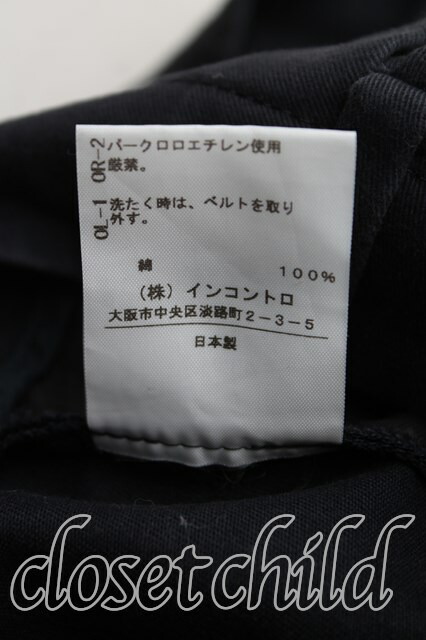 OR-2 パークロロエチレン使用
厳禁。
OL-1 洗たく時は、ベルトを取り
外す。
綿 100%
(株) インコントロ
大阪市中央区淡路町2-3-5
日本製
closet child